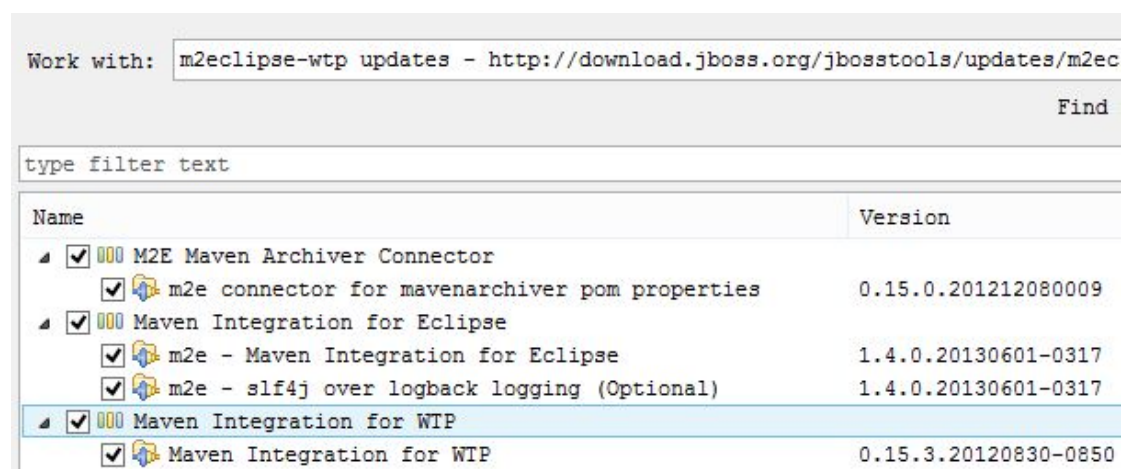 Work with: m2eclipse-wtp updates - http://download.jboss.org/jbosstools/updates/m2ec
Find
type filter text
Name Version
M2E Maven Archiver Connector
m2e connector for mavenarchiver pom properties 0.15.0.201212080009
Maven Integration for Eclipse
m2e - Maven Integration for Eclipse 1.4.0.20130601-0317
m2e - slf4j over logback logging (Optional) 1.4.0.20130601-0317
Maven Integration for WTP
Maven Integration for WTP 0.15.3.20120830-0850